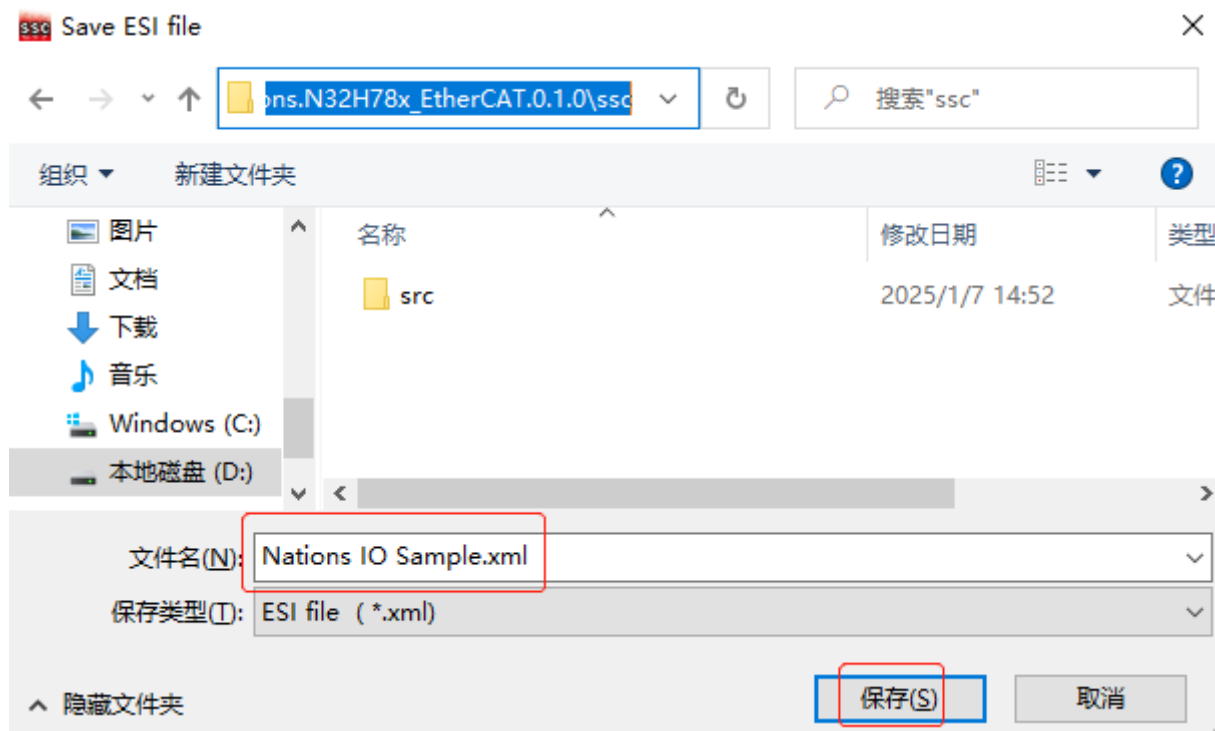 ssc Save ESI file
ons.N32H78x_EtherCAT.0.1.0\ssc
搜索"ssc"
组织 新建文件夹
?
图片
名称 修改日期 类型
文档
src 2025/1/7 14:52 文件
下载
音乐
Windows (C:)
本地磁盘 (D:)
文件名(N): Nations IO Sample.xml
保存类型(T): ESI file ( *.xml)
隐藏文件夹
保存(S) 取消